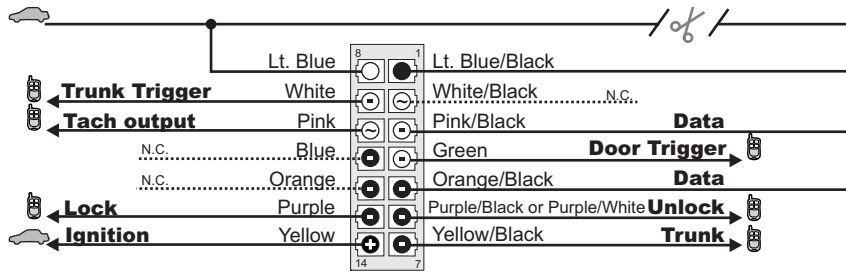 8 1
Lt. Blue Lt. Blue/Black
Trunk Trigger White White/Black N.C.
Tach output Pink Pink/Black Data
N.C. Blue Green Door Trigger
N.C. Orange Orange/Black Data
Lock Purple Purple/Black or Purple/White Unlock
Ignition Yellow Yellow/Black Trunk
14 7